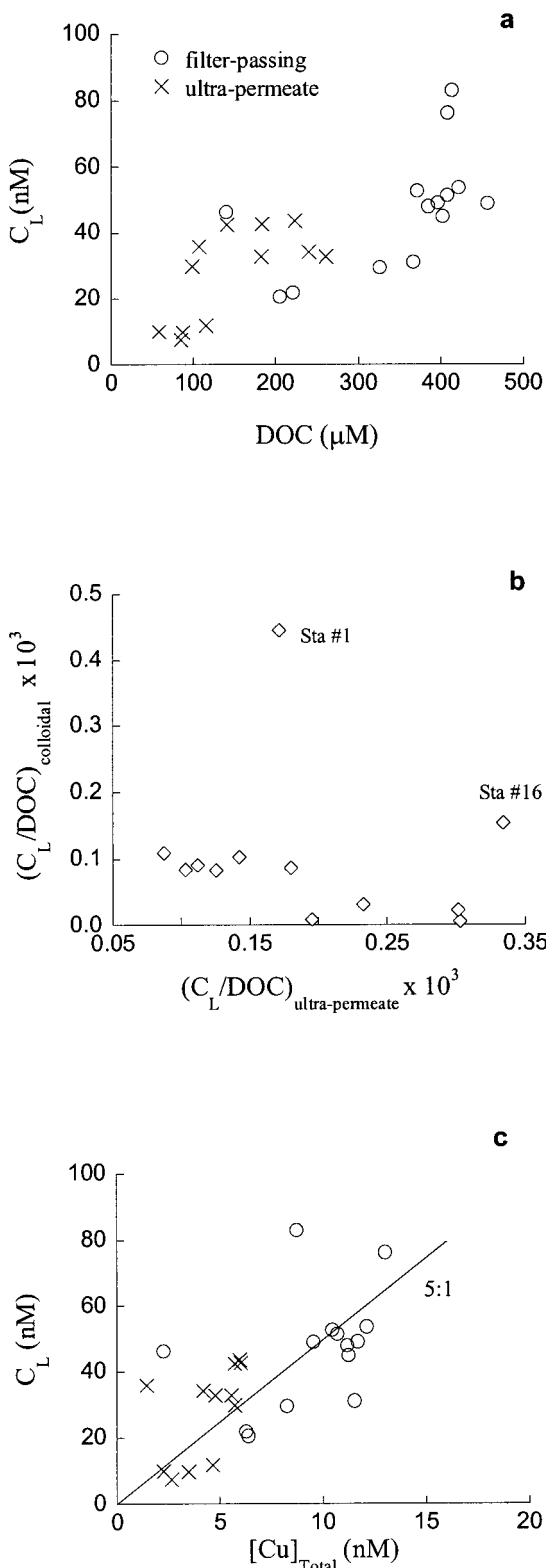 a
100
○ filter-passing
× ultra-permeate
80
60
40
20
0
C_L (nM)
0 100 200 300 400 500
DOC (μM)
b
0.5
Sta #1
0.4
0.3
0.2
Sta #16
0.1
0.0
(C_L/DOC)_colloidal x 10^3
0.05 0.15 0.25 0.35
(C_L/DOC)_ultra-permeate x 10^3
c
100
80
5:1
60
40
20
0
C_L (nM)
0 5 10 15 20
[Cu]_Total (nM)